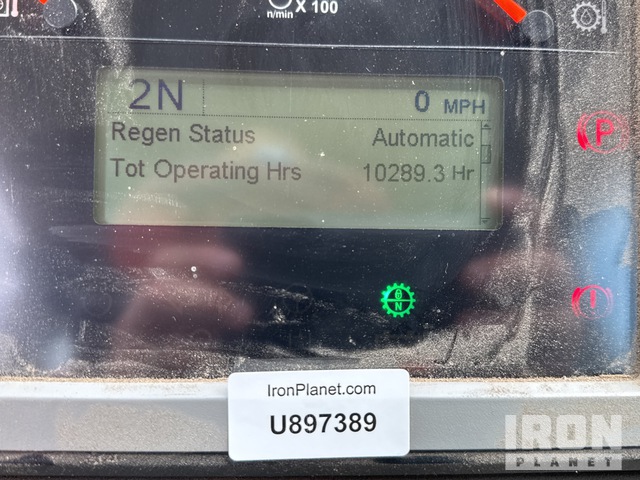 n/min X 100
2N 0 MPH
Regen Status Automatic
Tot Operating Hrs 10289.3 Hr
P
N
IronPlanet.com
U897389
IRON
PLANET